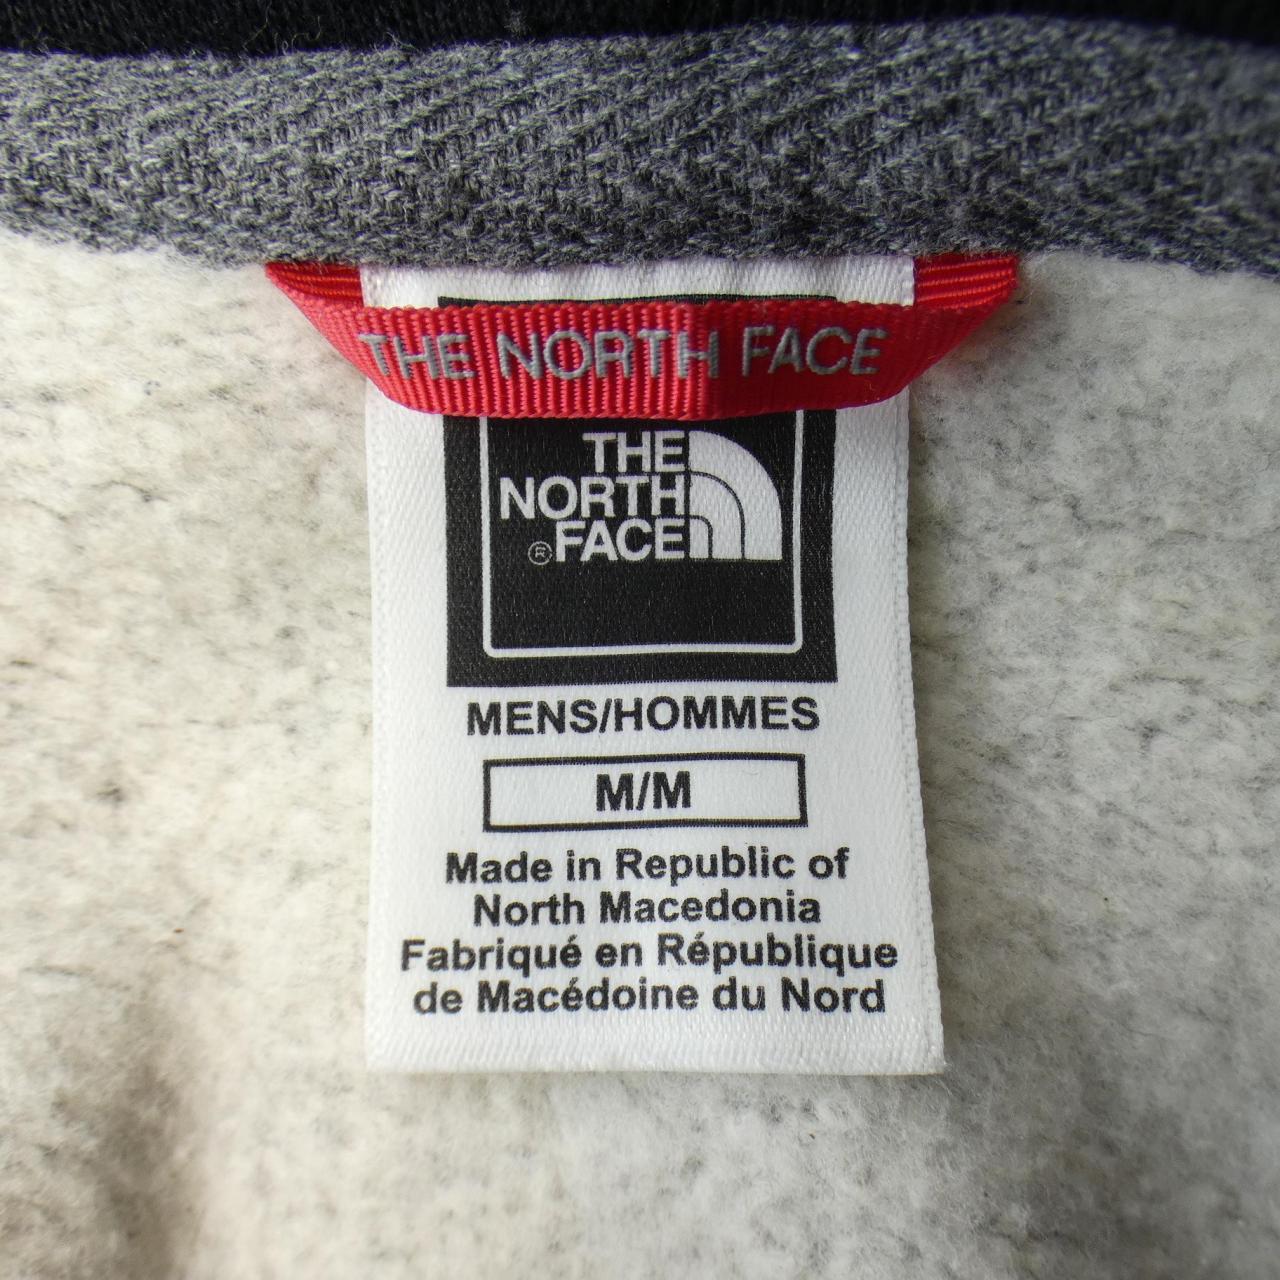 THE NORTH FACE
THE
NORTH
®FACE
MENS/HOMMES
M/M
Made in Republic of
North Macedonia
Fabriqué en République
de Macédoine du Nord